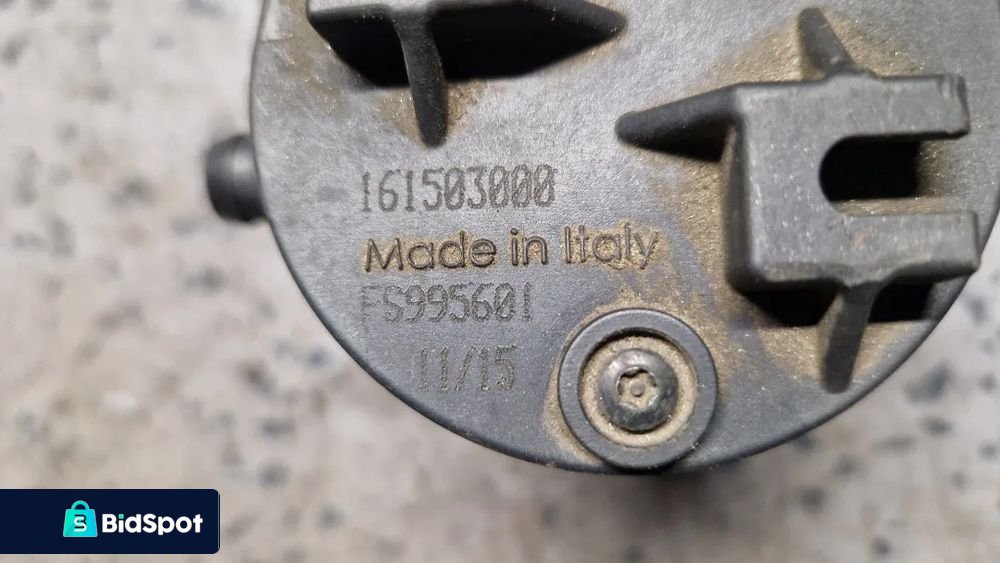 161503000
Made in Italy
FS995601
11/15
BidSpot